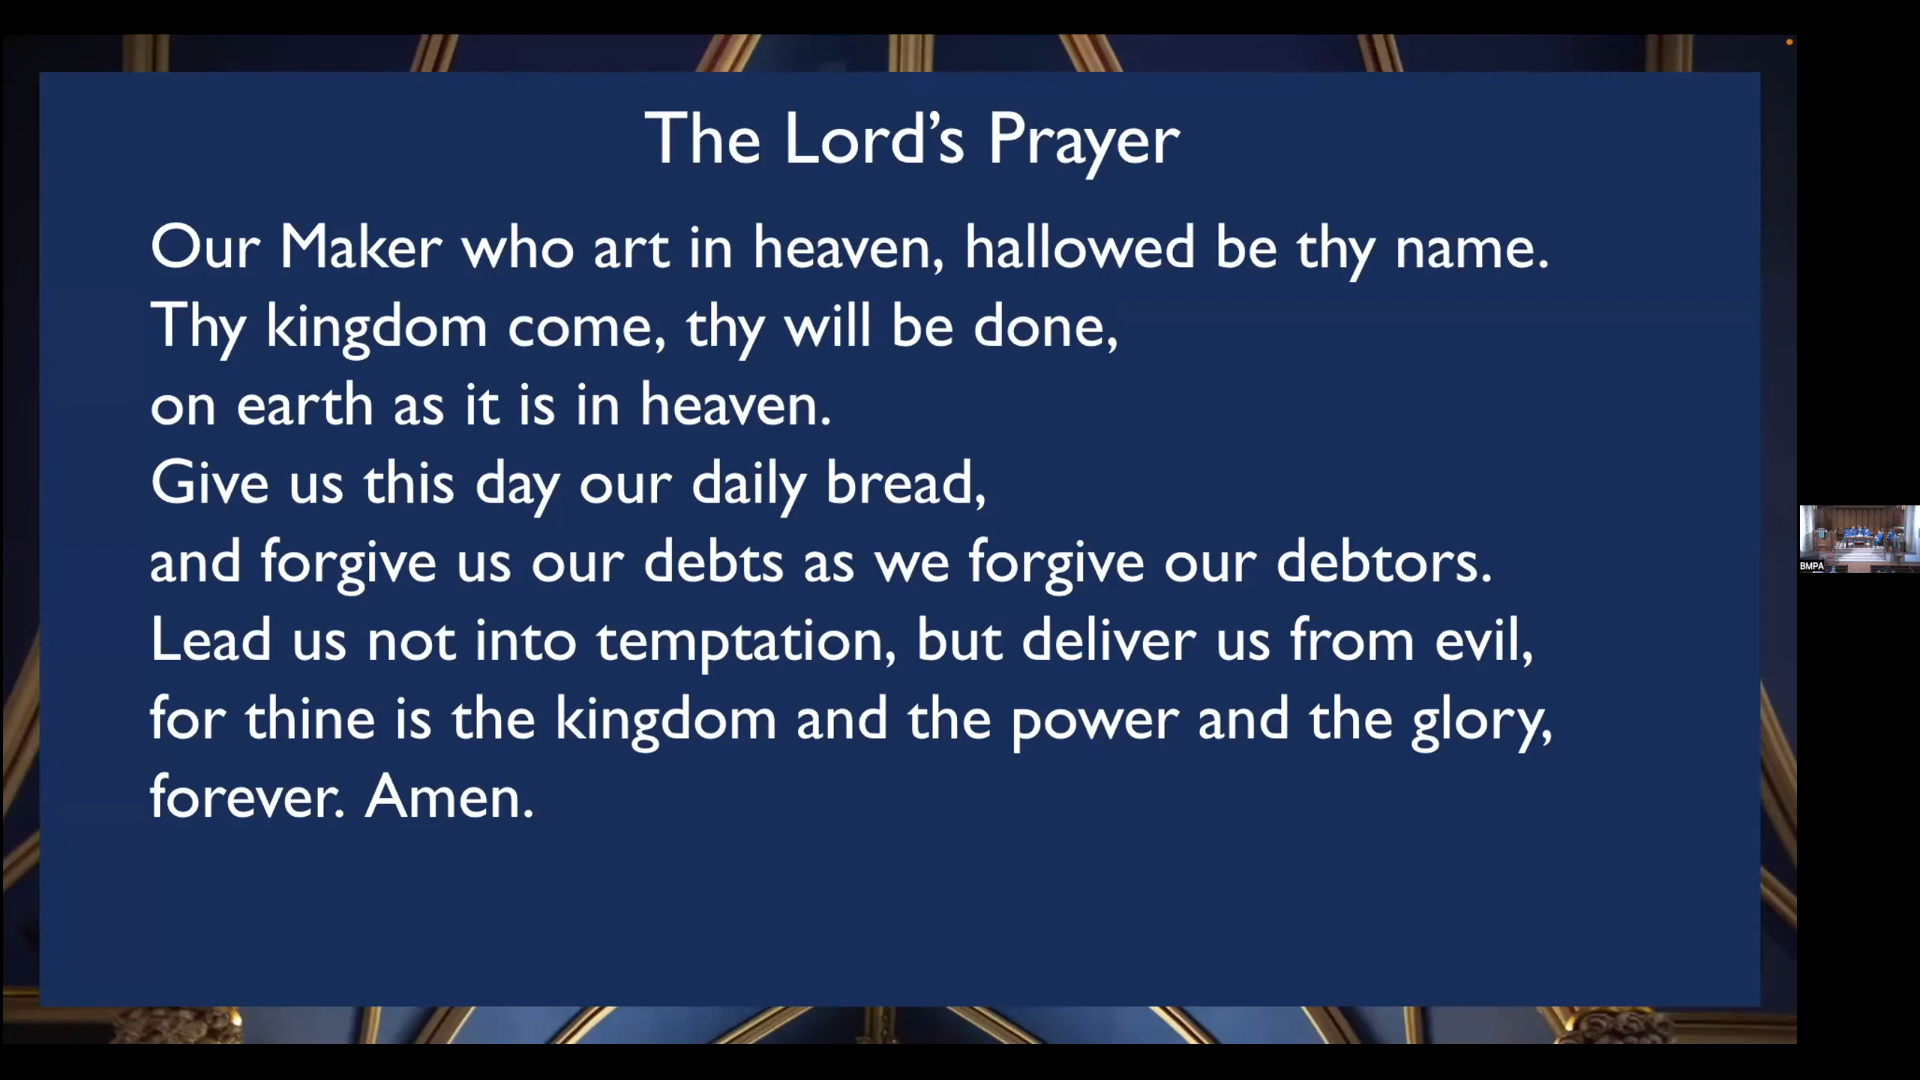 The Lord’s Prayer
Our Maker who art in heaven, hallowed be thy name.
Thy kingdom come, thy will be done,
on earth as it is in heaven.
Give us this day our daily bread,
and forgive us our debts as we forgive our debtors.
Lead us not into temptation, but deliver us from evil,
for thine is the kingdom and the power and the glory,
forever. Amen.
BMPA